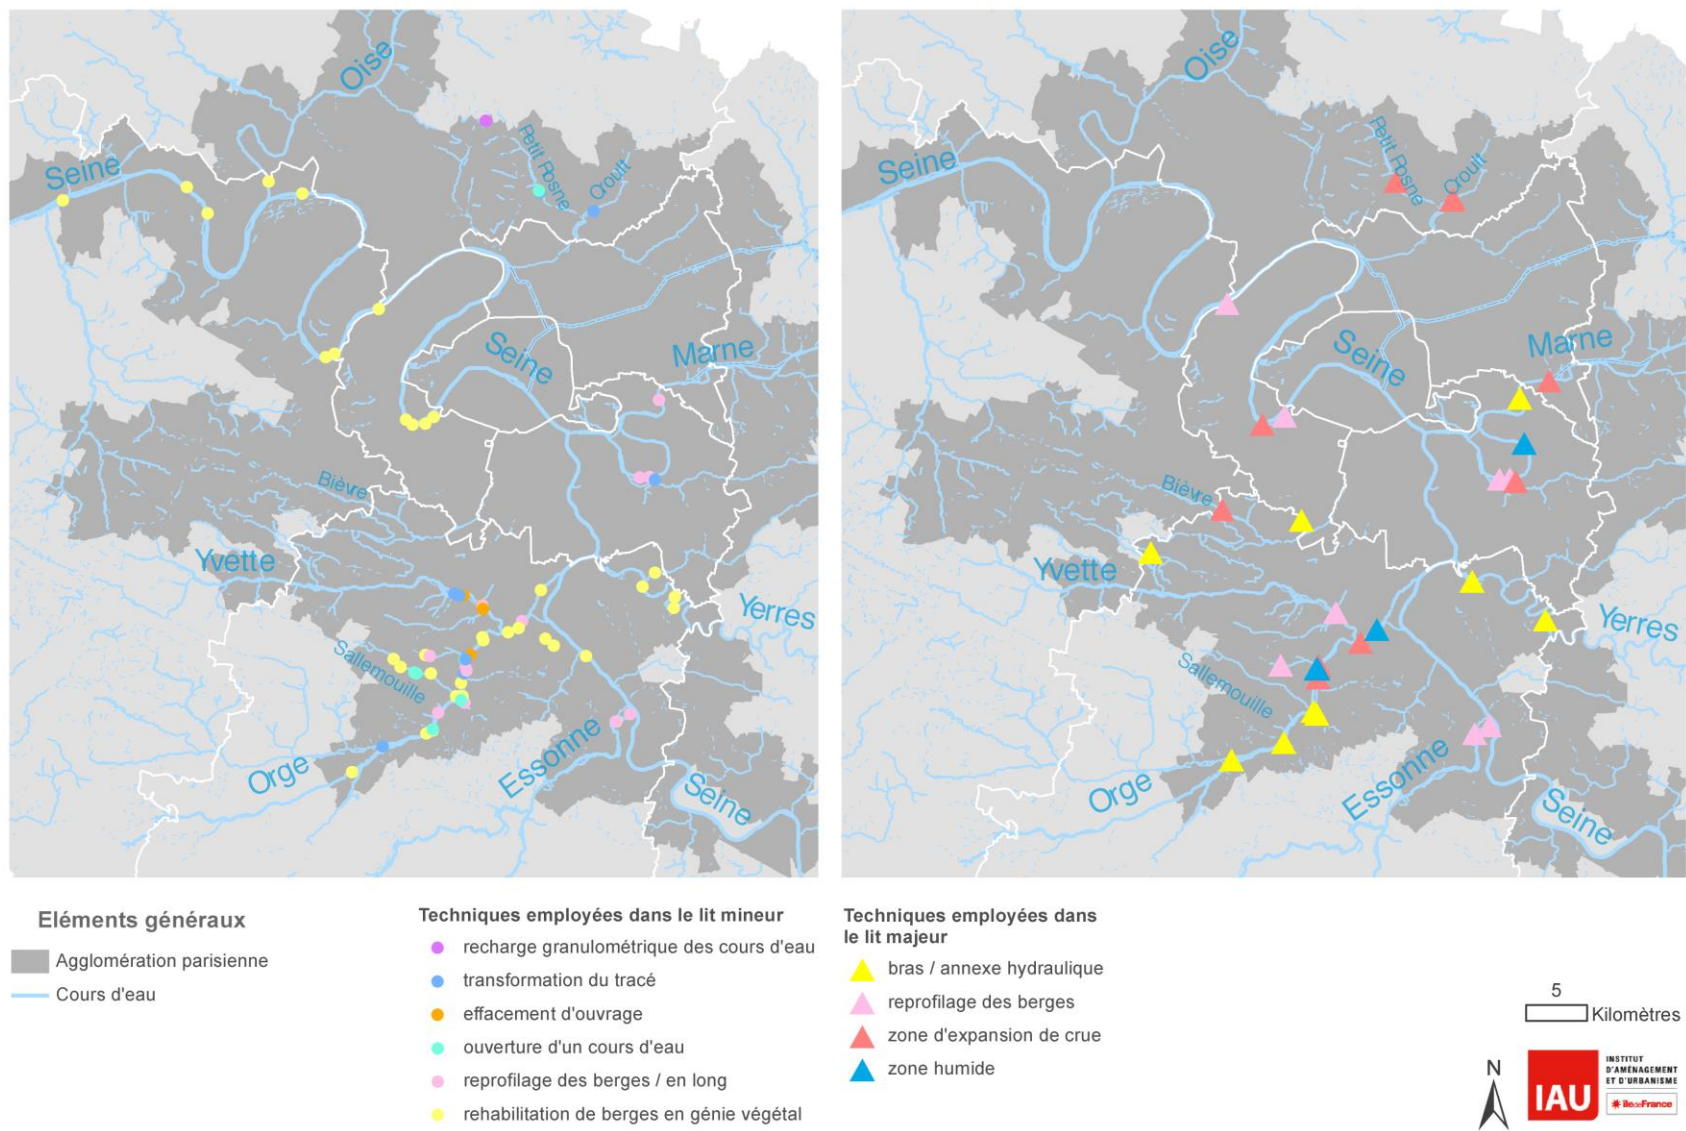 Oise
Petit Rosne
Croult
Seine
Seine
Marne
Bièvre
Yvette
Yerres
Sallemouille
Orge
Essonne
Seine
Oise
Petit Rosne
Croult
Seine
Seine
Marne
Bièvre
Yvette
Yerres
Sallemouille
Orge
Essonne
Seine
Eléments généraux
Agglomération parisienne
Cours d'eau
Techniques employées dans le lit mineur
recharge granulométrique des cours d'eau
transformation du tracé
effacement d'ouvrage
ouverture d'un cours d'eau
reprofilage des berges / en long
rehabilitation de berges en génie végétal
Techniques employées dans
le lit majeur
bras / annexe hydraulique
reprofilage des berges
zone d'expansion de crue
zone humide
5
Kilomètres
N
IAU
INSTITUT
D'AMÉNAGEMENT
ET D'URBANISME
îledeFrance